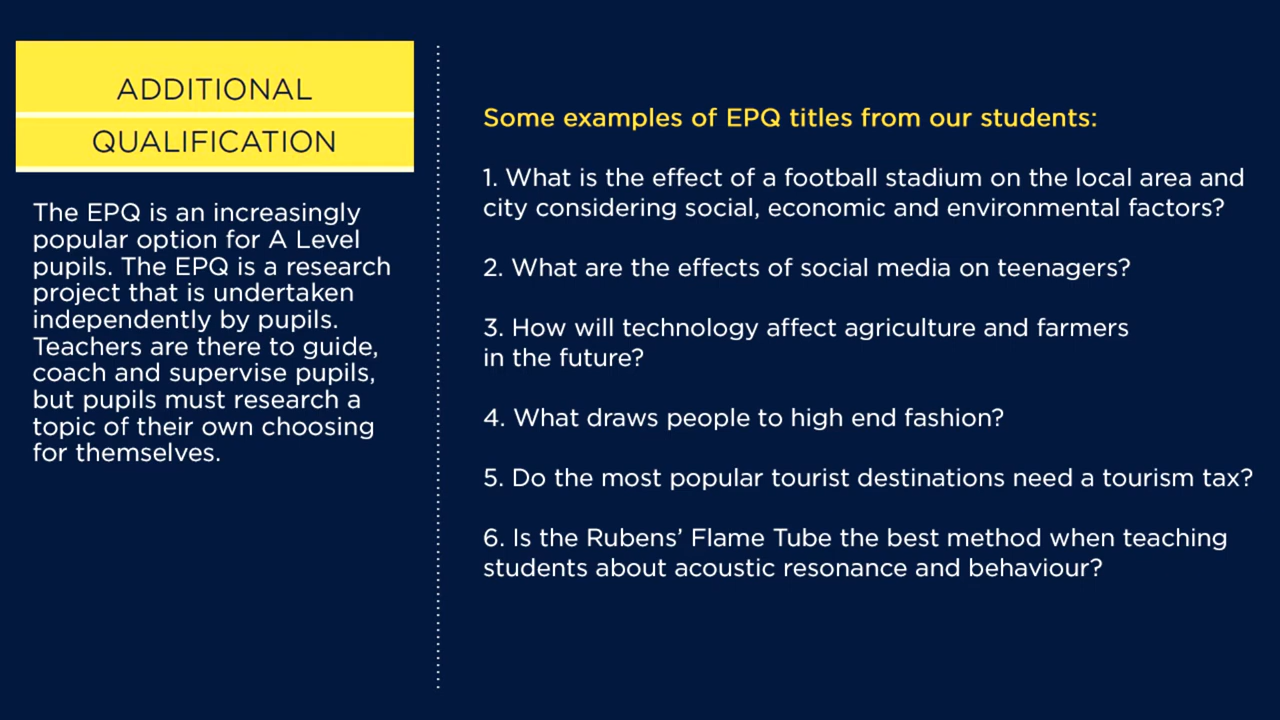 ADDITIONAL
QUALIFICATION
The EPQ is an increasingly
popular option for A Level
pupils. The EPQ is a research
project that is undertaken
independently by pupils.
Teachers are there to guide,
coach and supervise pupils,
but pupils must research a
topic of their own choosing
for themselves.
Some examples of EPQ titles from our students:
1. What is the effect of a football stadium on the local area and
city considering social, economic and environmental factors?
2. What are the effects of social media on teenagers?
3. How will technology affect agriculture and farmers
in the future?
4. What draws people to high end fashion?
5. Do the most popular tourist destinations need a tourism tax?
6. Is the Rubens’ Flame Tube the best method when teaching
students about acoustic resonance and behaviour?